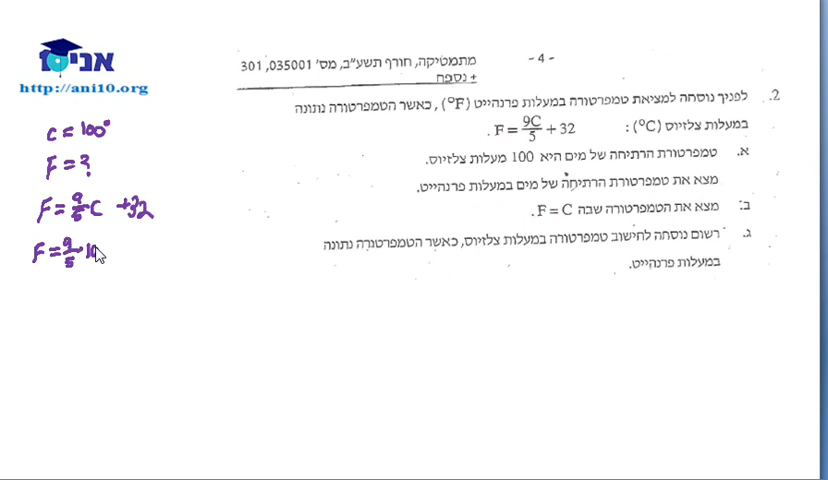 אני10
http://ani10.org
- 4 -
מתמטיקה, חורף תשע״ב, מס׳ 035001, 301
+ נספח
2. לפניך נוסחה למציאת טמפרטורה במעלות פרנהייט (°F), כאשר הטמפרטורה נתונה
במעלות צלזיוס (°C): F = 9C/5 + 32 .
א. טמפרטורת הרתיחה של מים היא 100 מעלות צלזיוס.
מצא את טמפרטורת הרתיחה של מים במעלות פרנהייט.
ב. מצא את הטמפרטורה שבה F = C.
ג. רשום נוסחה לחישוב טמפרטורה במעלות צלזיוס, כאשר הטמפרטורה נתונה
במעלות פרנהייט.
C = 100°
F = ?
F = 9/5 · C + 32
F = 9/5 · 10